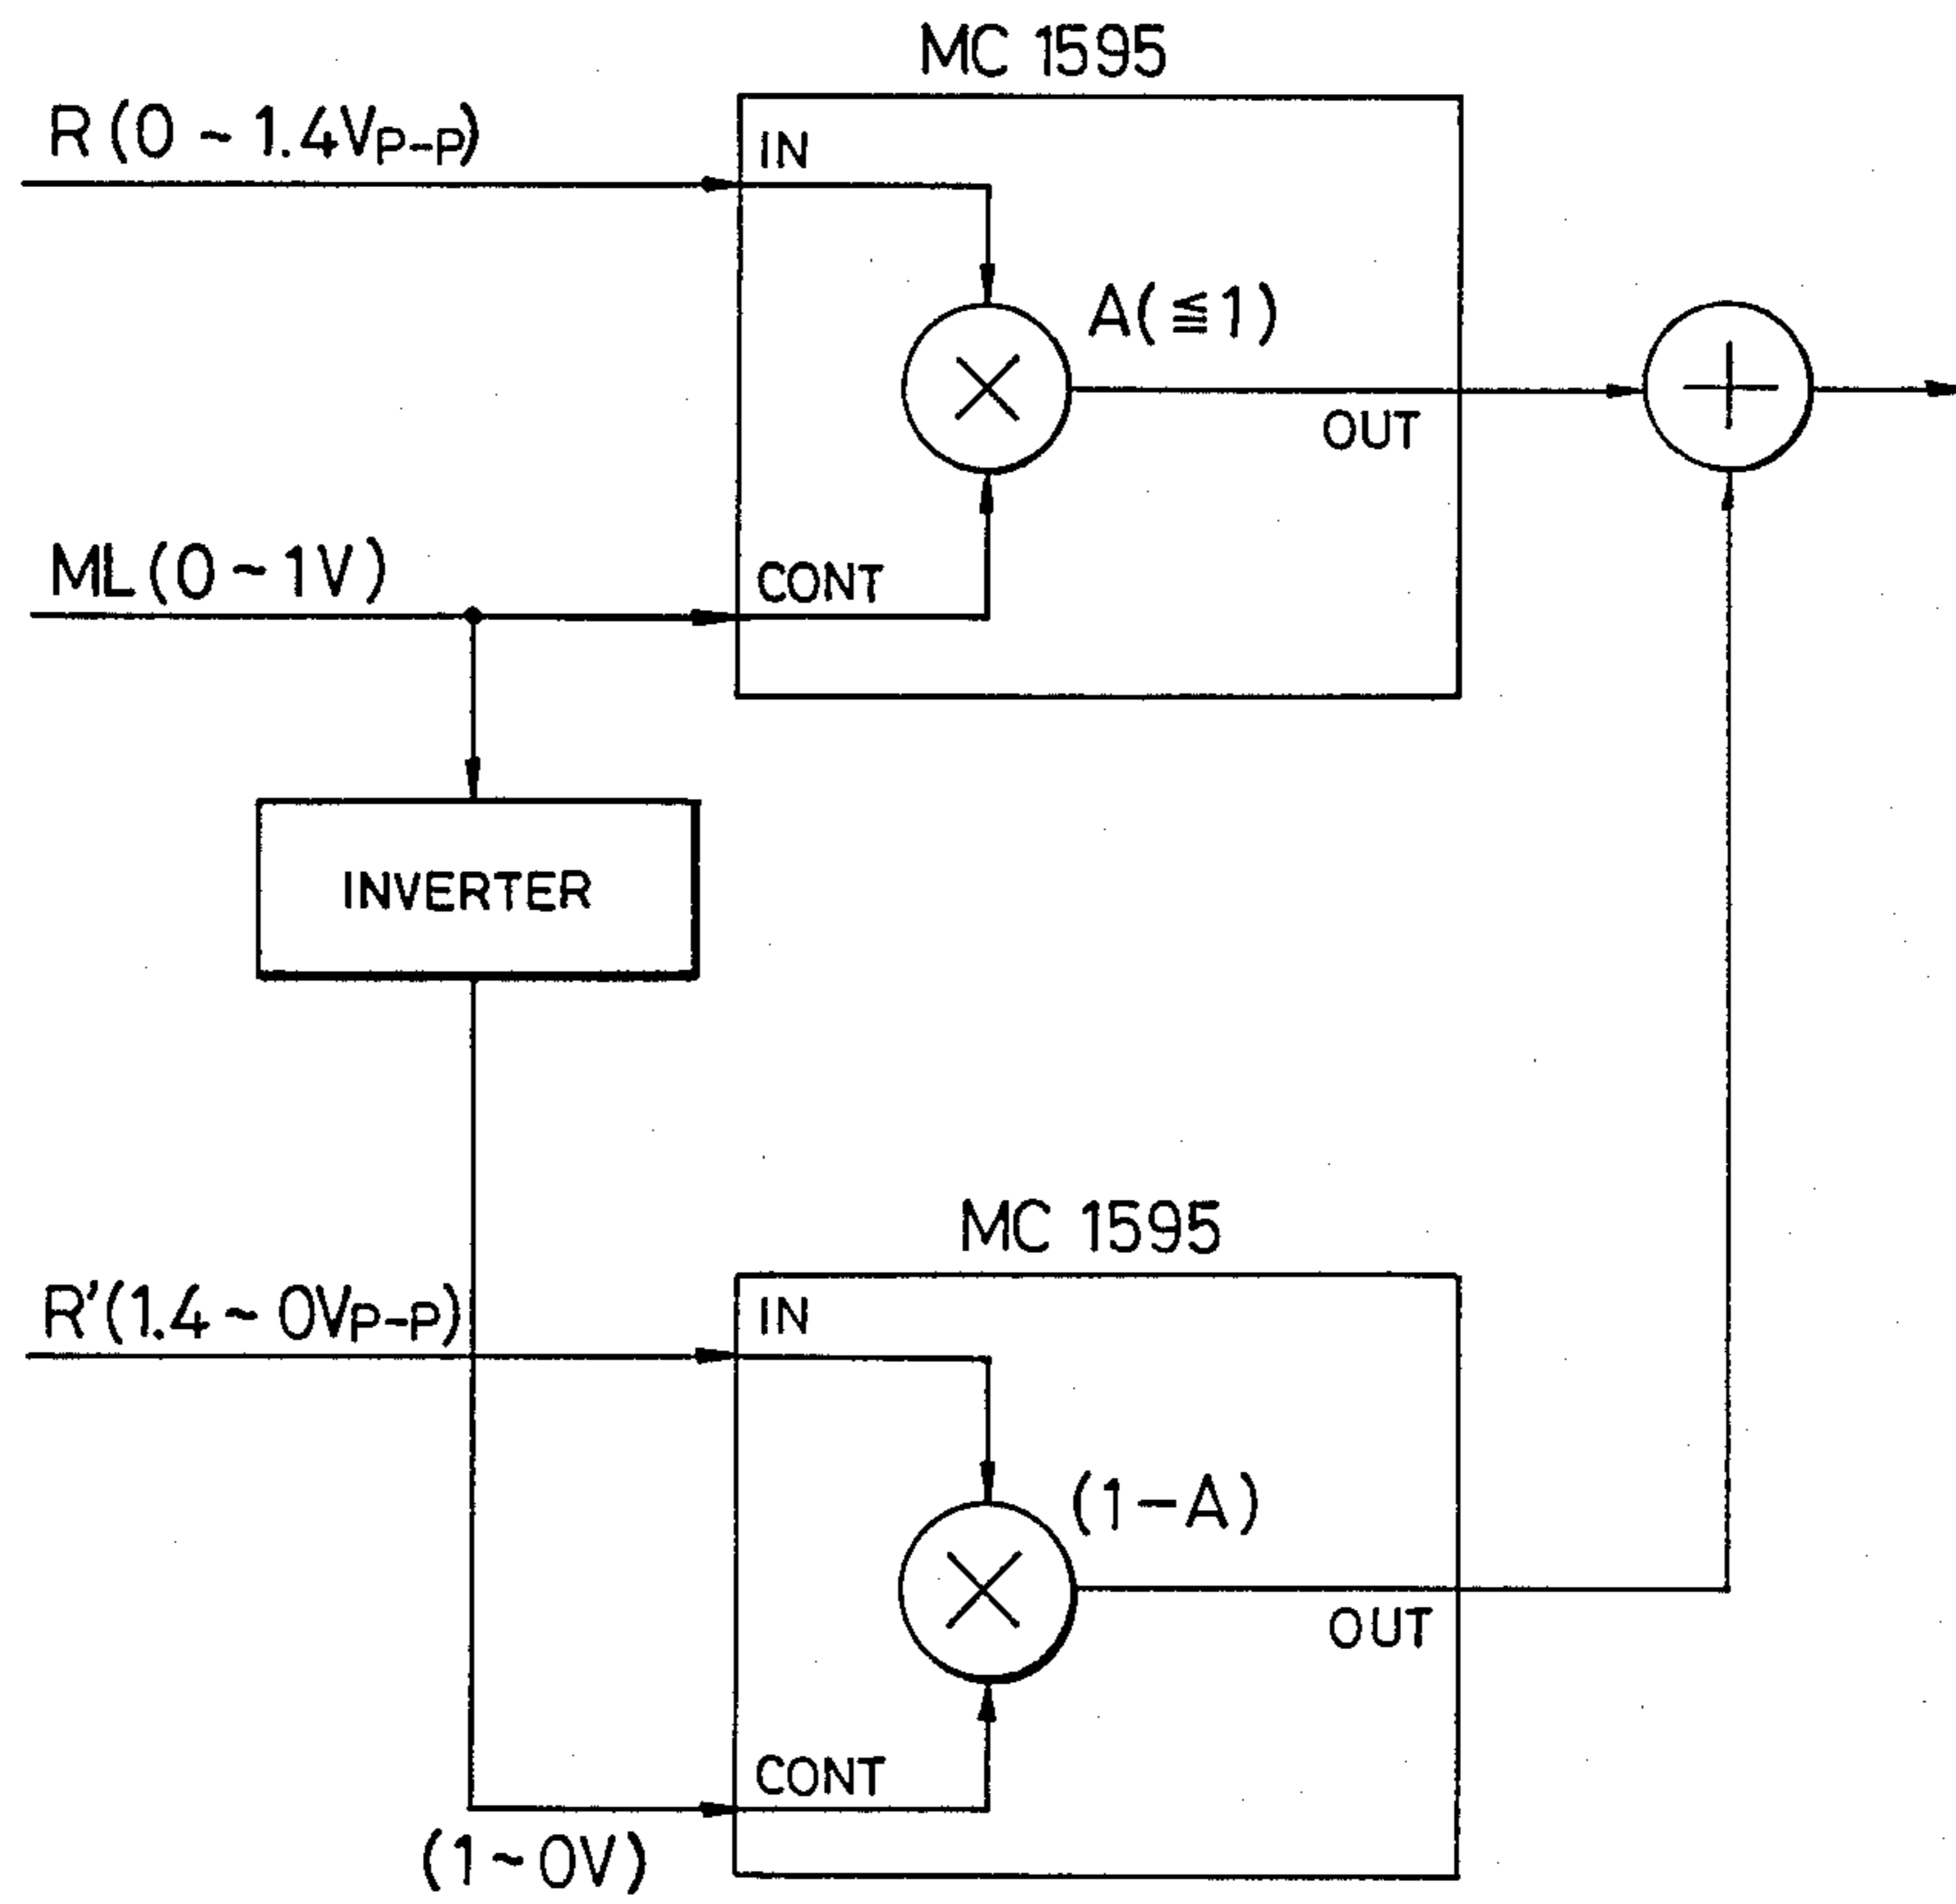 MC 1595
R(0~1.4Vp-p)
IN
A(≦1)
OUT
ML(0~1V)
CONT
INVERTER
MC 1595
R'(1.4~0Vp-p)
IN
(1-A)
OUT
CONT
(1~0V)